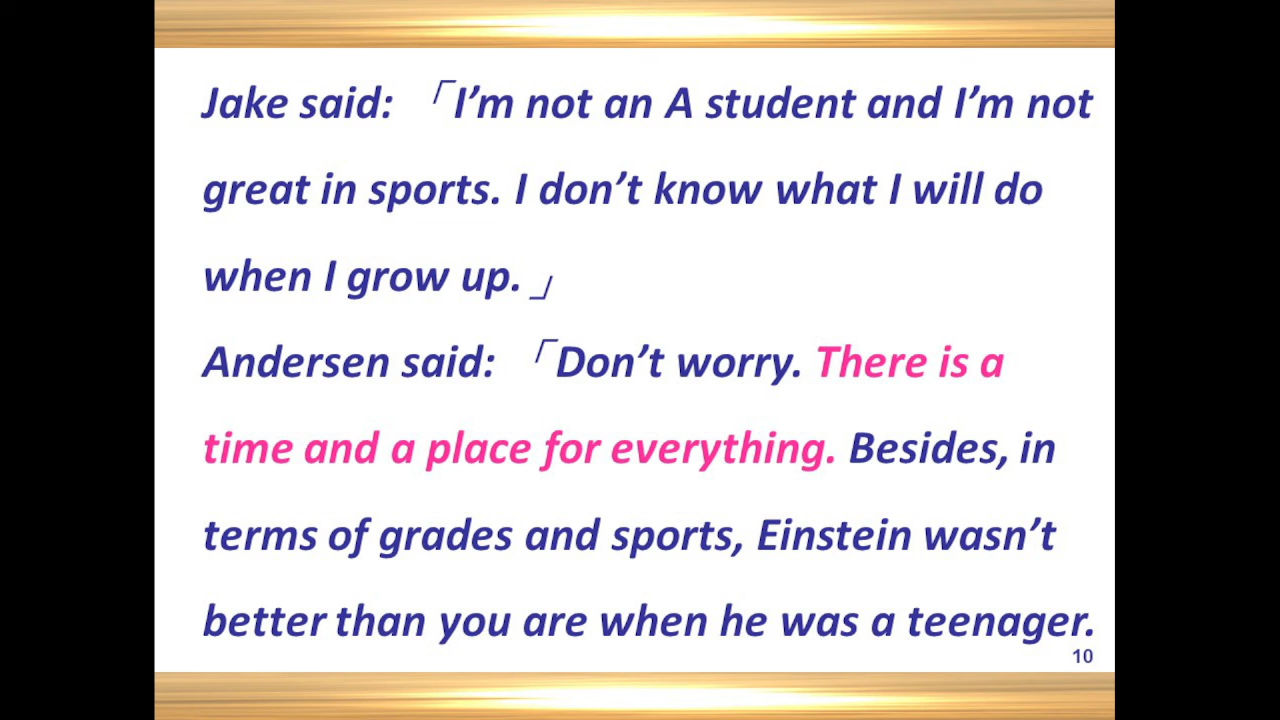 Jake said: 「I’m not an A student and I’m not
great in sports. I don’t know what I will do
when I grow up. 」
Andersen said: 「Don’t worry. There is a
time and a place for everything. Besides, in
terms of grades and sports, Einstein wasn’t
better than you are when he was a teenager.
10